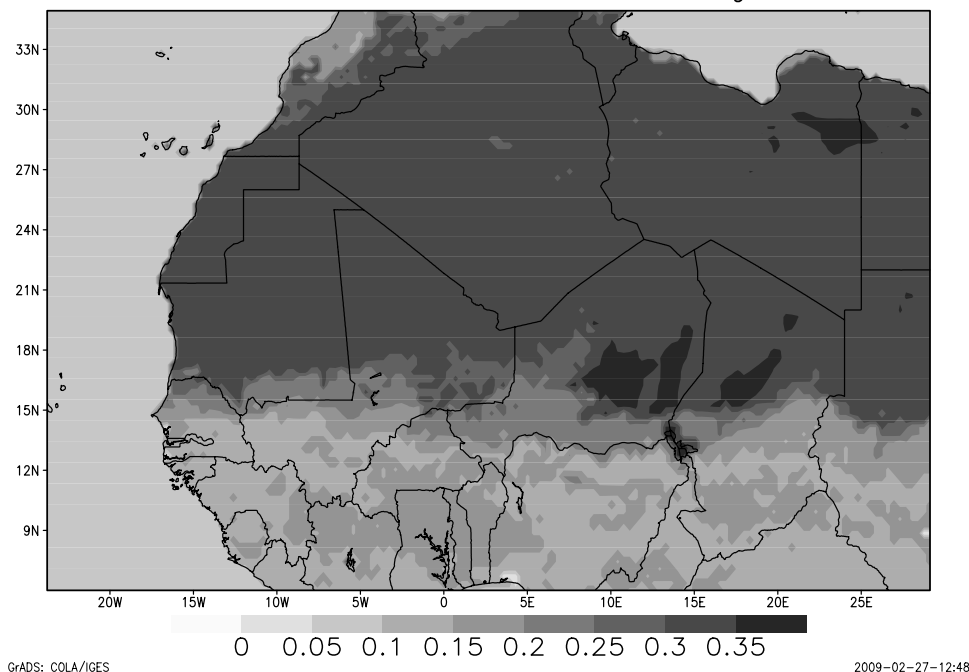 33N
30N
27N
24N
21N
18N
15N
12N
9N
20W 15W 10W 5W 0 5E 10E 15E 20E 25E
0 0.05 0.1 0.15 0.2 0.25 0.3 0.35
GrADS: COLA/IGES 2009-02-27-12:48